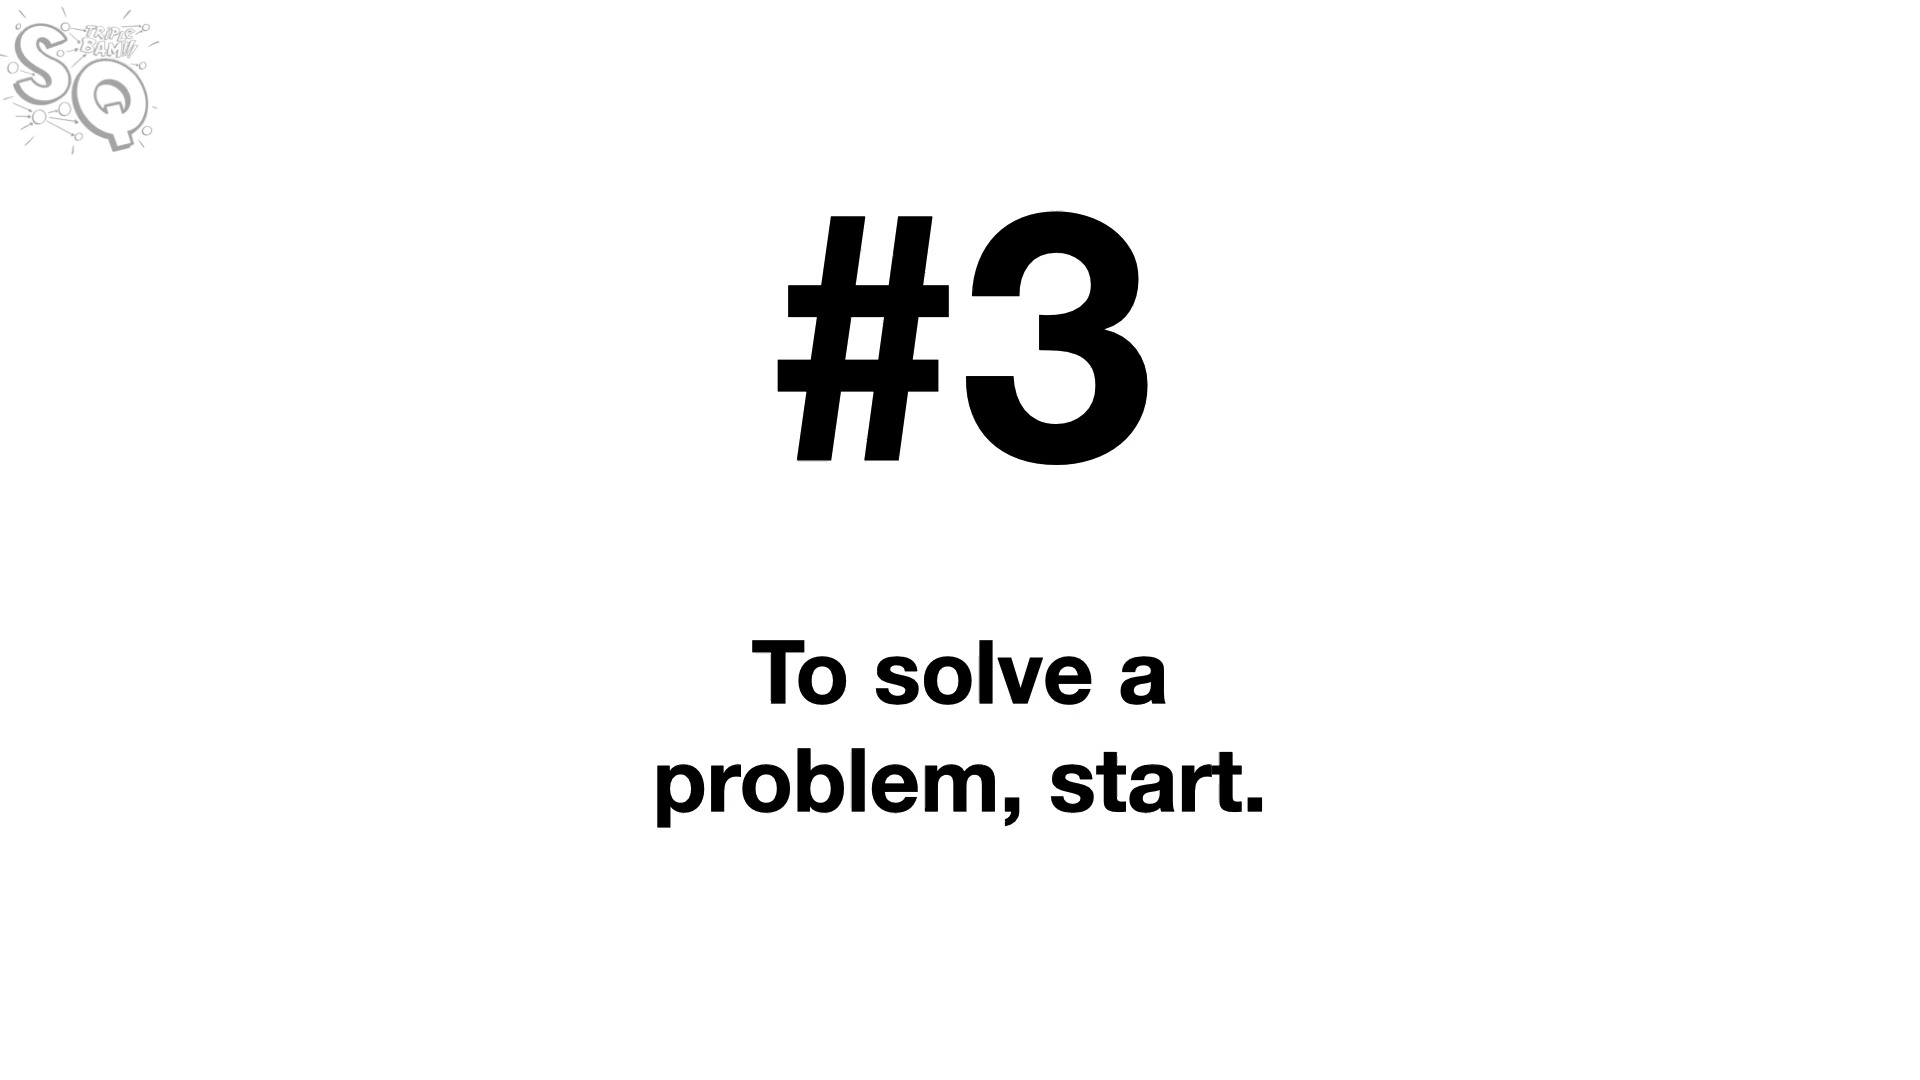 SQ
TRIPLE
BAM!!!
#3
To solve a
problem, start.